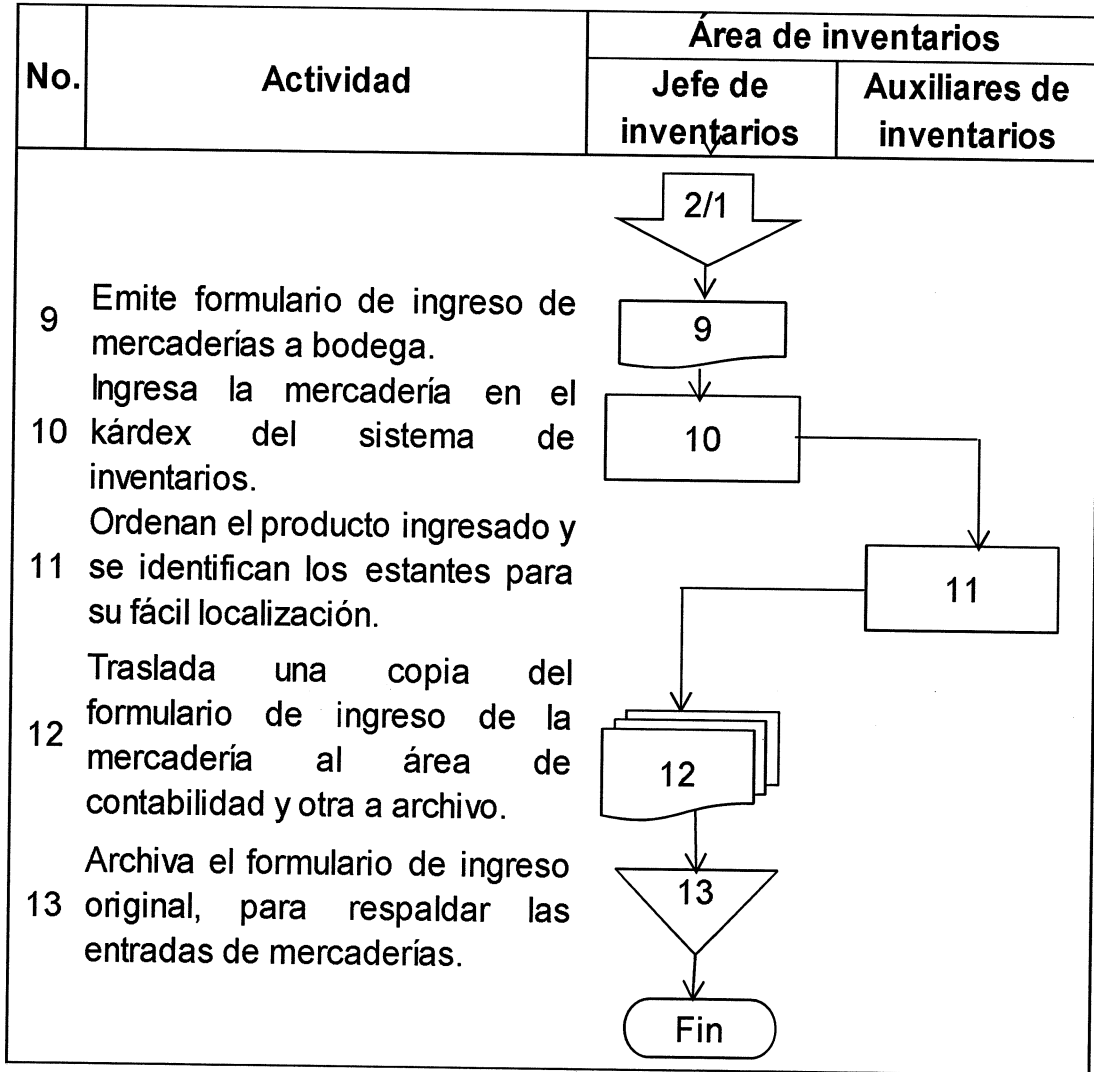 Área de inventarios
No.
Actividad
Jefe de
inventarios
Auxiliares de
inventarios
2/1
9
Emite formulario de ingreso de
mercaderías a bodega.
9
10
Ingresa la mercadería en el
kárdex del sistema de
inventarios.
10
11
Ordenan el producto ingresado y
se identifican los estantes para
su fácil localización.
11
12
Traslada una copia del
formulario de ingreso de la
mercadería al área de
contabilidad y otra a archivo.
12
13
Archiva el formulario de ingreso
original, para respaldar las
entradas de mercaderías.
13
Fin